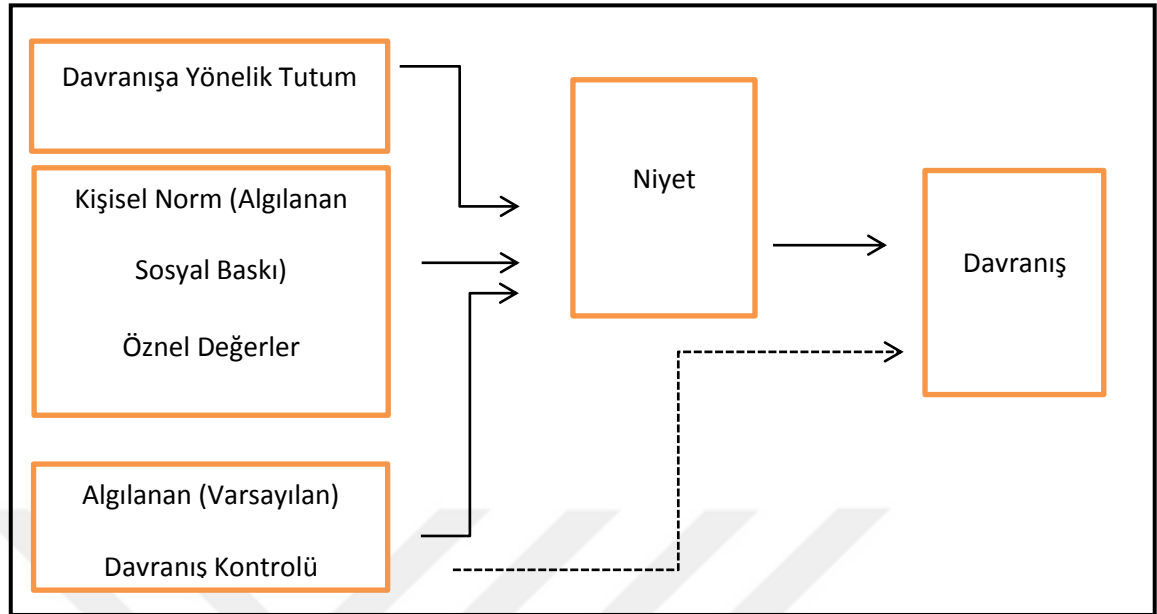 Davranışa Yönelik Tutum
Kişisel Norm (Algılanan
Sosyal Baskı)
Öznel Değerler
Algılanan (Varsayılan)
Davranış Kontrolü
Niyet
Davranış